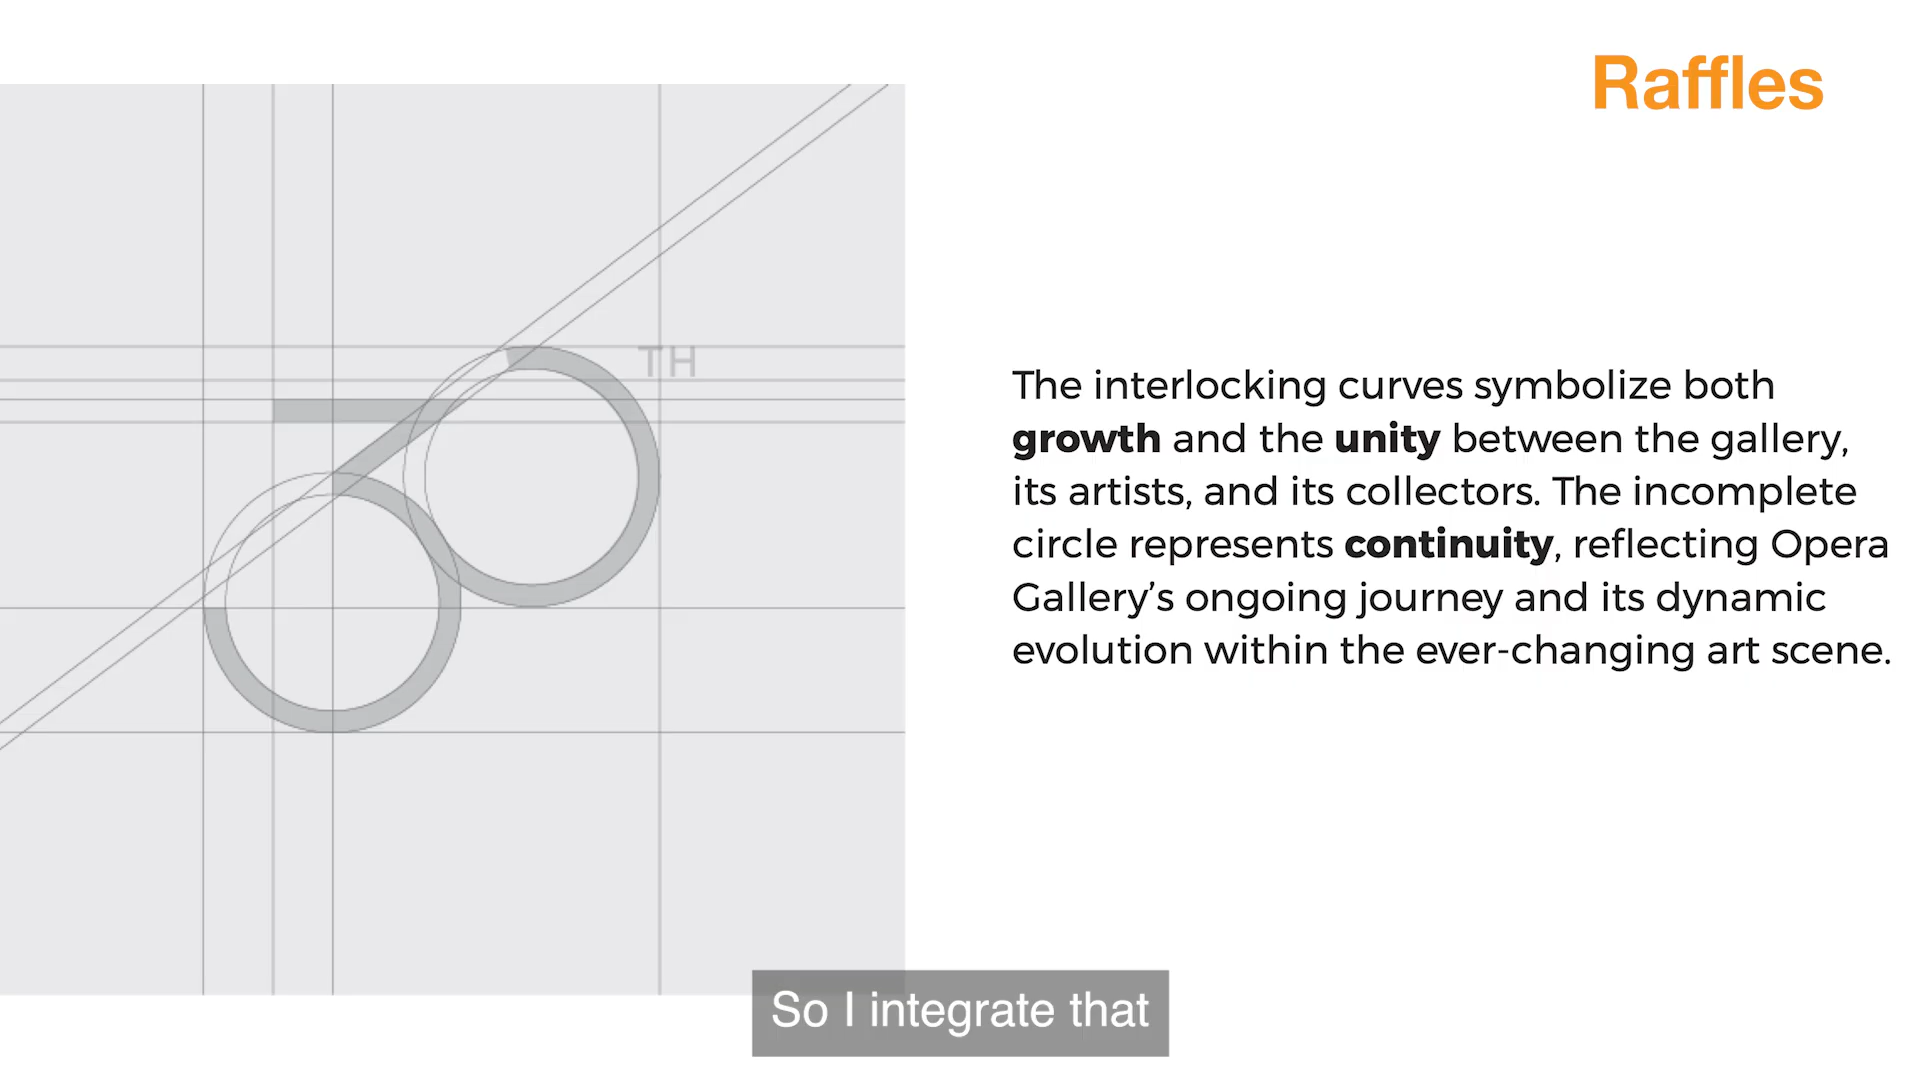 Raffles
TH
The interlocking curves symbolize both
growth and the unity between the gallery,
its artists, and its collectors. The incomplete
circle represents continuity, reflecting Opera
Gallery’s ongoing journey and its dynamic
evolution within the ever-changing art scene.
So I integrate that